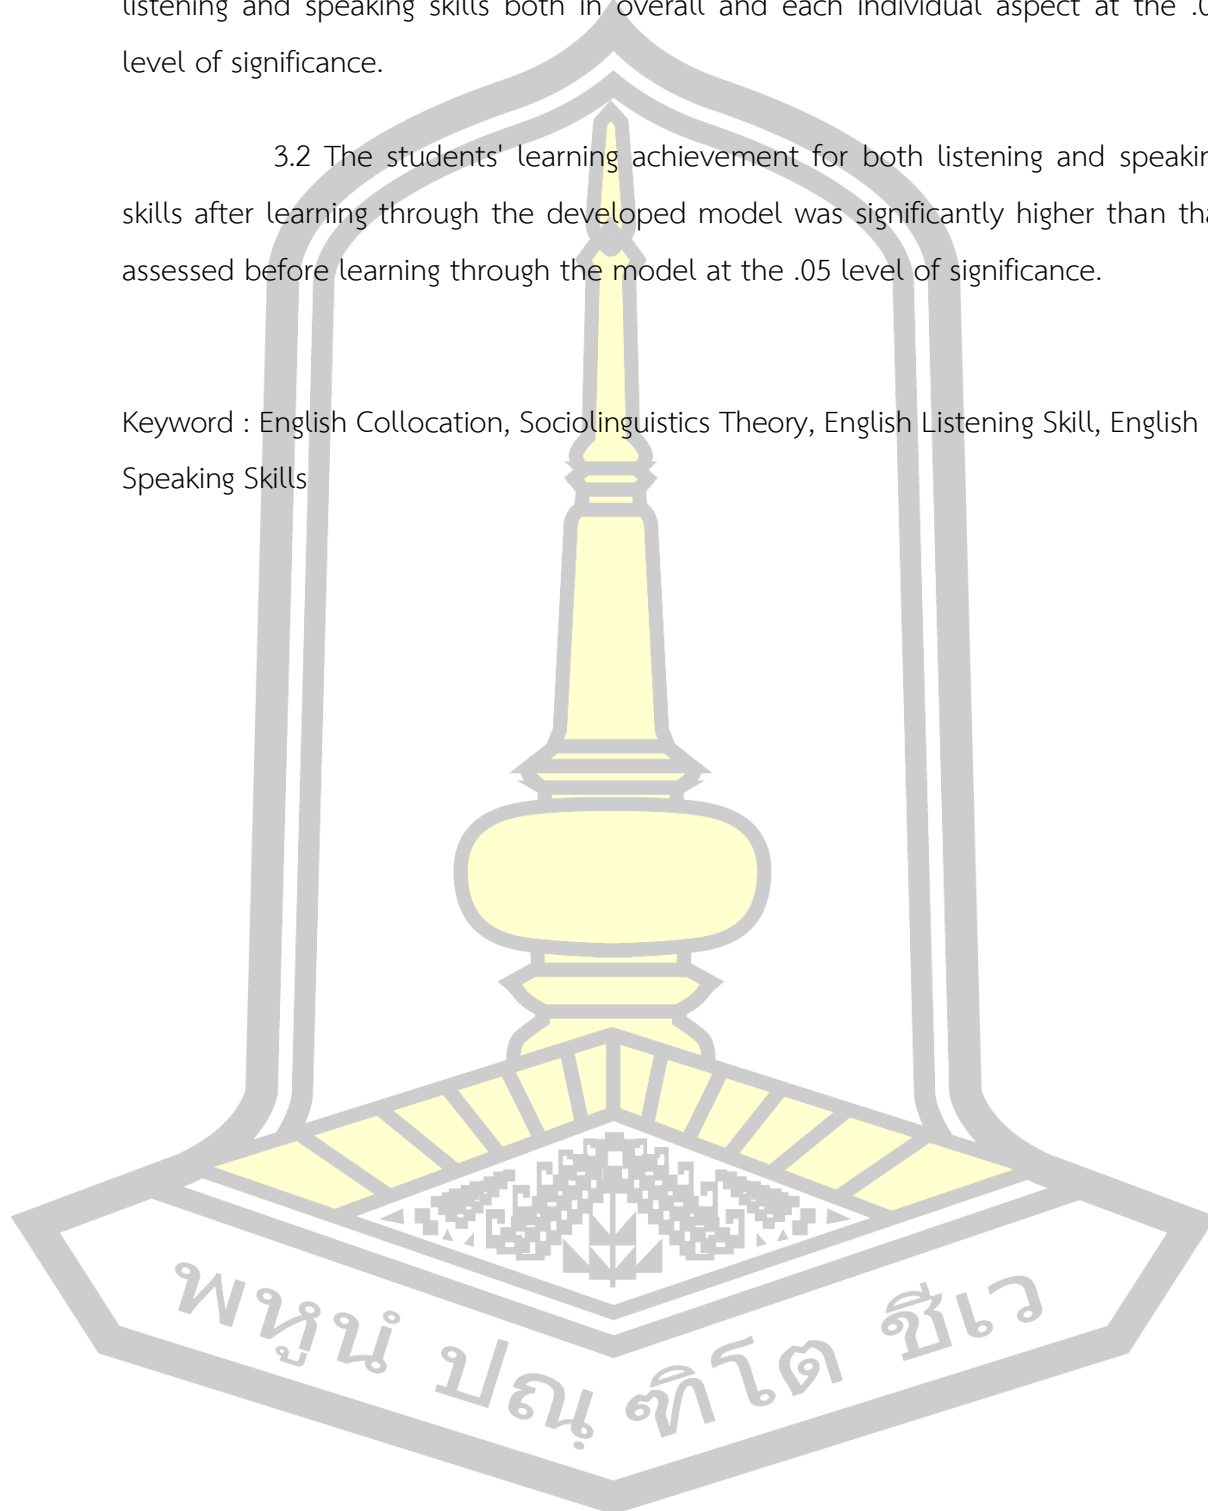 listening and speaking skills both in overall and each individual aspect at the
level of significance.
3.2 The students' learning achievement for both listening and
skills after learning through the developed model was significantly higher than
assessed before learning through the model at the .05 level of significance.
Keyword : English Collocation, Sociolinguistics Theory, English Listening Skill, English
Speaking Skills
พหูนํ ปณฺฑิโต ชีเว